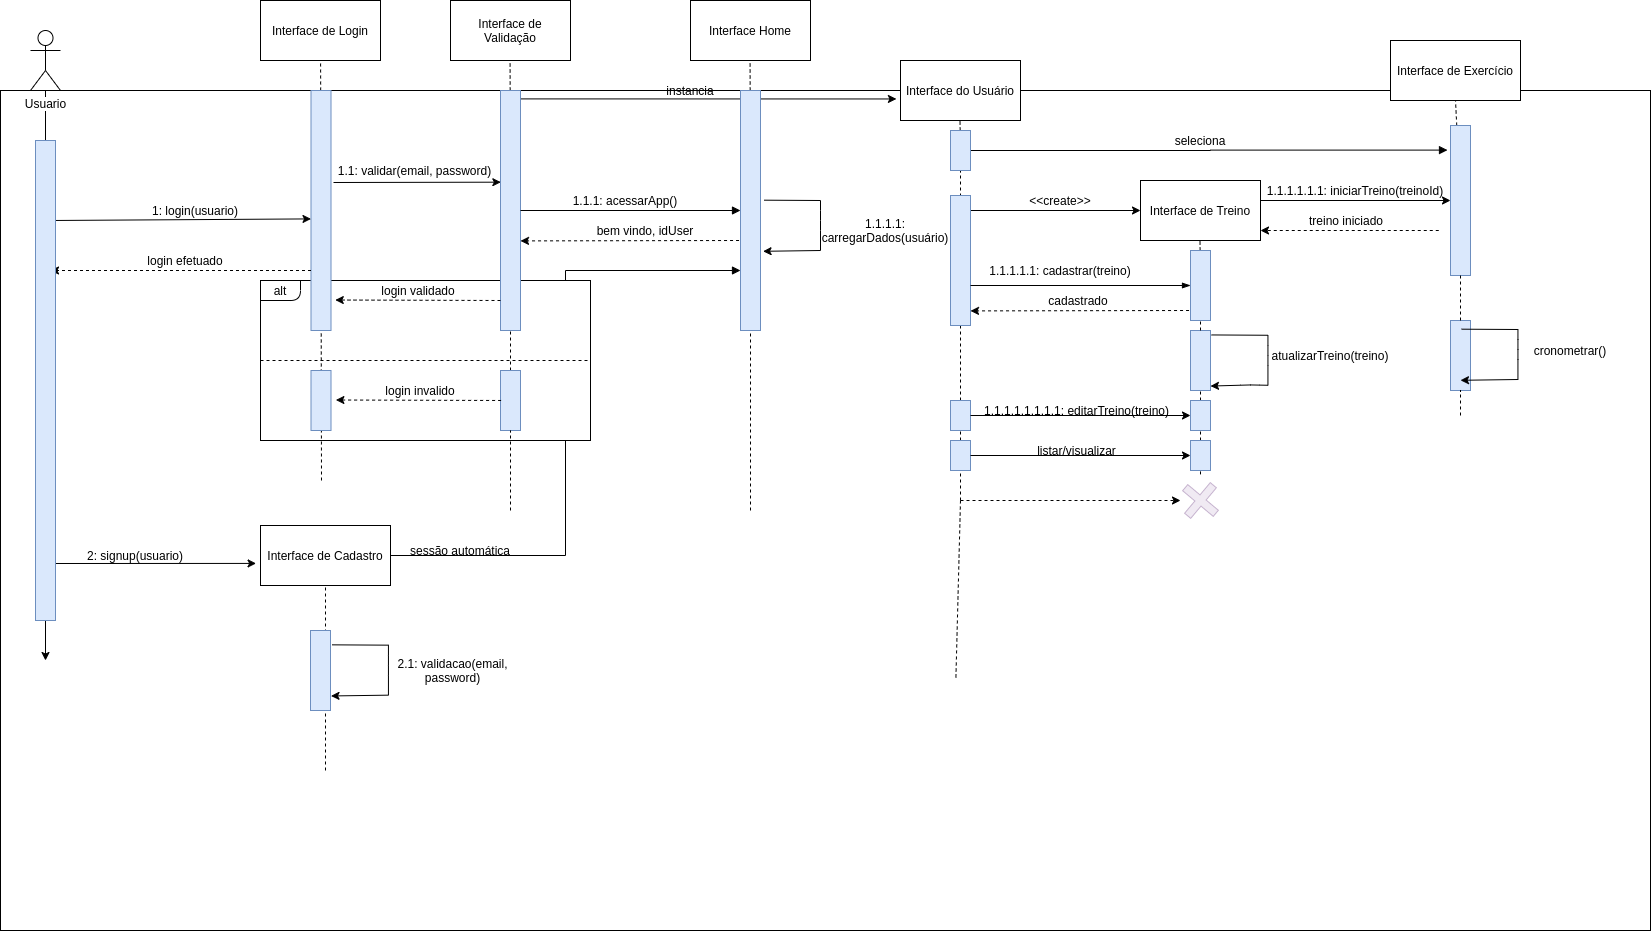 Interface de Login
Interface de
Validação
Interface Home
Interface do Usuário
Interface de Exercício
Usuario
instancia
seleciona
1.1: validar(email, password)
1: login(usuario)
1.1.1: acessarApp()
bem vindo, idUser
1.1.1.1:
carregarDados(usuário)
<<create>>
Interface de Treino
1.1.1.1.1.1: iniciarTreino(treinoId)
treino iniciado
login efetuado
alt
login validado
1.1.1.1.1: cadastrar(treino)
cadastrado
atualizarTreino(treino)
cronometrar()
login invalido
1.1.1.1.1.1.1.1: editarTreino(treino)
listar/visualizar
2: signup(usuario)
Interface de Cadastro
sessão automática
2.1: validacao(email,
password)